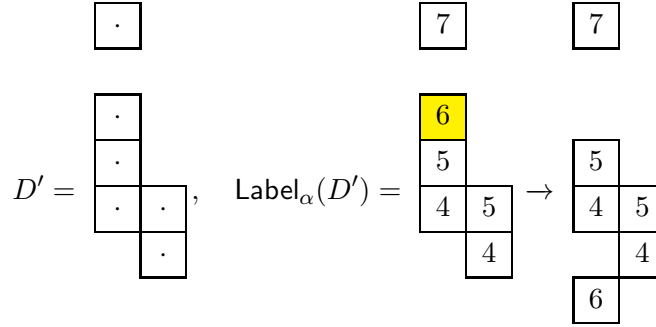 · 7 7
· 6
· 5 5
D′ = · · , Label_α(D′) = 4 5 → 4 5
· 4 4
6